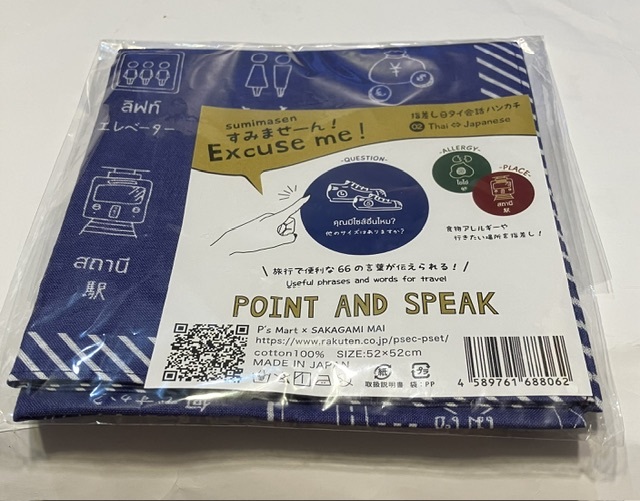 ลิฟท์
エレベーター
¥
สถานี
駅
sumimasen
すみませーん!
Excuse me!
指差し日タイ会話ハンカチ
02 Thai ⇔ Japanese
-QUESTION-
คุณมีไซส์อื่นไหม?
他のサイズはありますか?
-ALLERGY-
-PLACE-
สถานี
駅
食物アレルギーや
行きたい場所を指差し!
旅行で便利な66の言葉が伝えられる!
Useful phrases and words for travel
POINT AND SPEAK
P's Mart × SAKAGAMI MAI
https://www.rakuten.co.jp/psec-pset/
cotton100% SIZE:52×52cm
MADE IN JAPAN
紙
取扱説明書
プラ
袋:PP
4 589761 688062